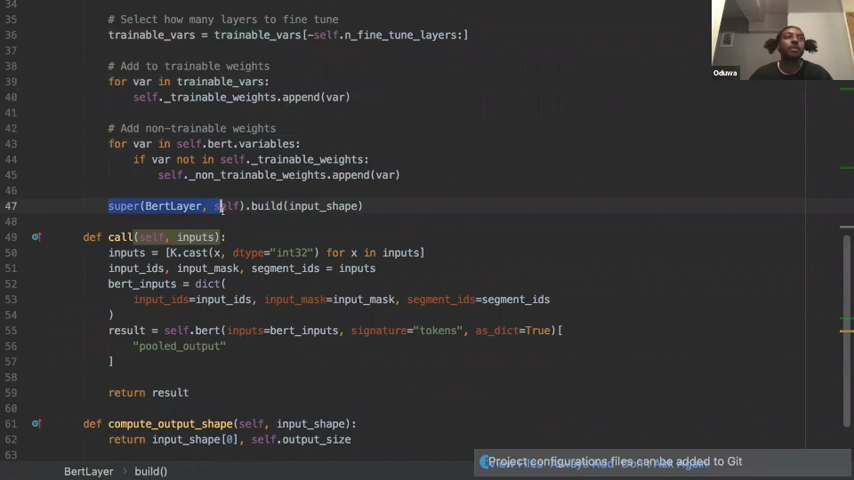 34
35 # Select how many layers to fine tune
36 trainable_vars = trainable_vars[-self.n_fine_tune_layers:]
37
38 # Add to trainable weights
39 for var in trainable_vars:
40 self._trainable_weights.append(var)
41
42 # Add non-trainable weights
43 for var in self.bert.variables:
44 if var not in self._trainable_weights:
45 self._non_trainable_weights.append(var)
46
47 super(BertLayer, self).build(input_shape)
48
49 def call(self, inputs):
50 inputs = [K.cast(x, dtype="int32") for x in inputs]
51 input_ids, input_mask, segment_ids = inputs
52 bert_inputs = dict(
53 input_ids=input_ids, input_mask=input_mask, segment_ids=segment_ids
54 )
55 result = self.bert(inputs=bert_inputs, signature="tokens", as_dict=True)[
56 "pooled_output"
57 ]
58
59 return result
60
61 def compute_output_shape(self, input_shape):
62 return input_shape[0], self.output_size
63
Oduwa
Project configurations files can be added to Git
View Files Always Add Don't Ask Again
BertLayer › build()